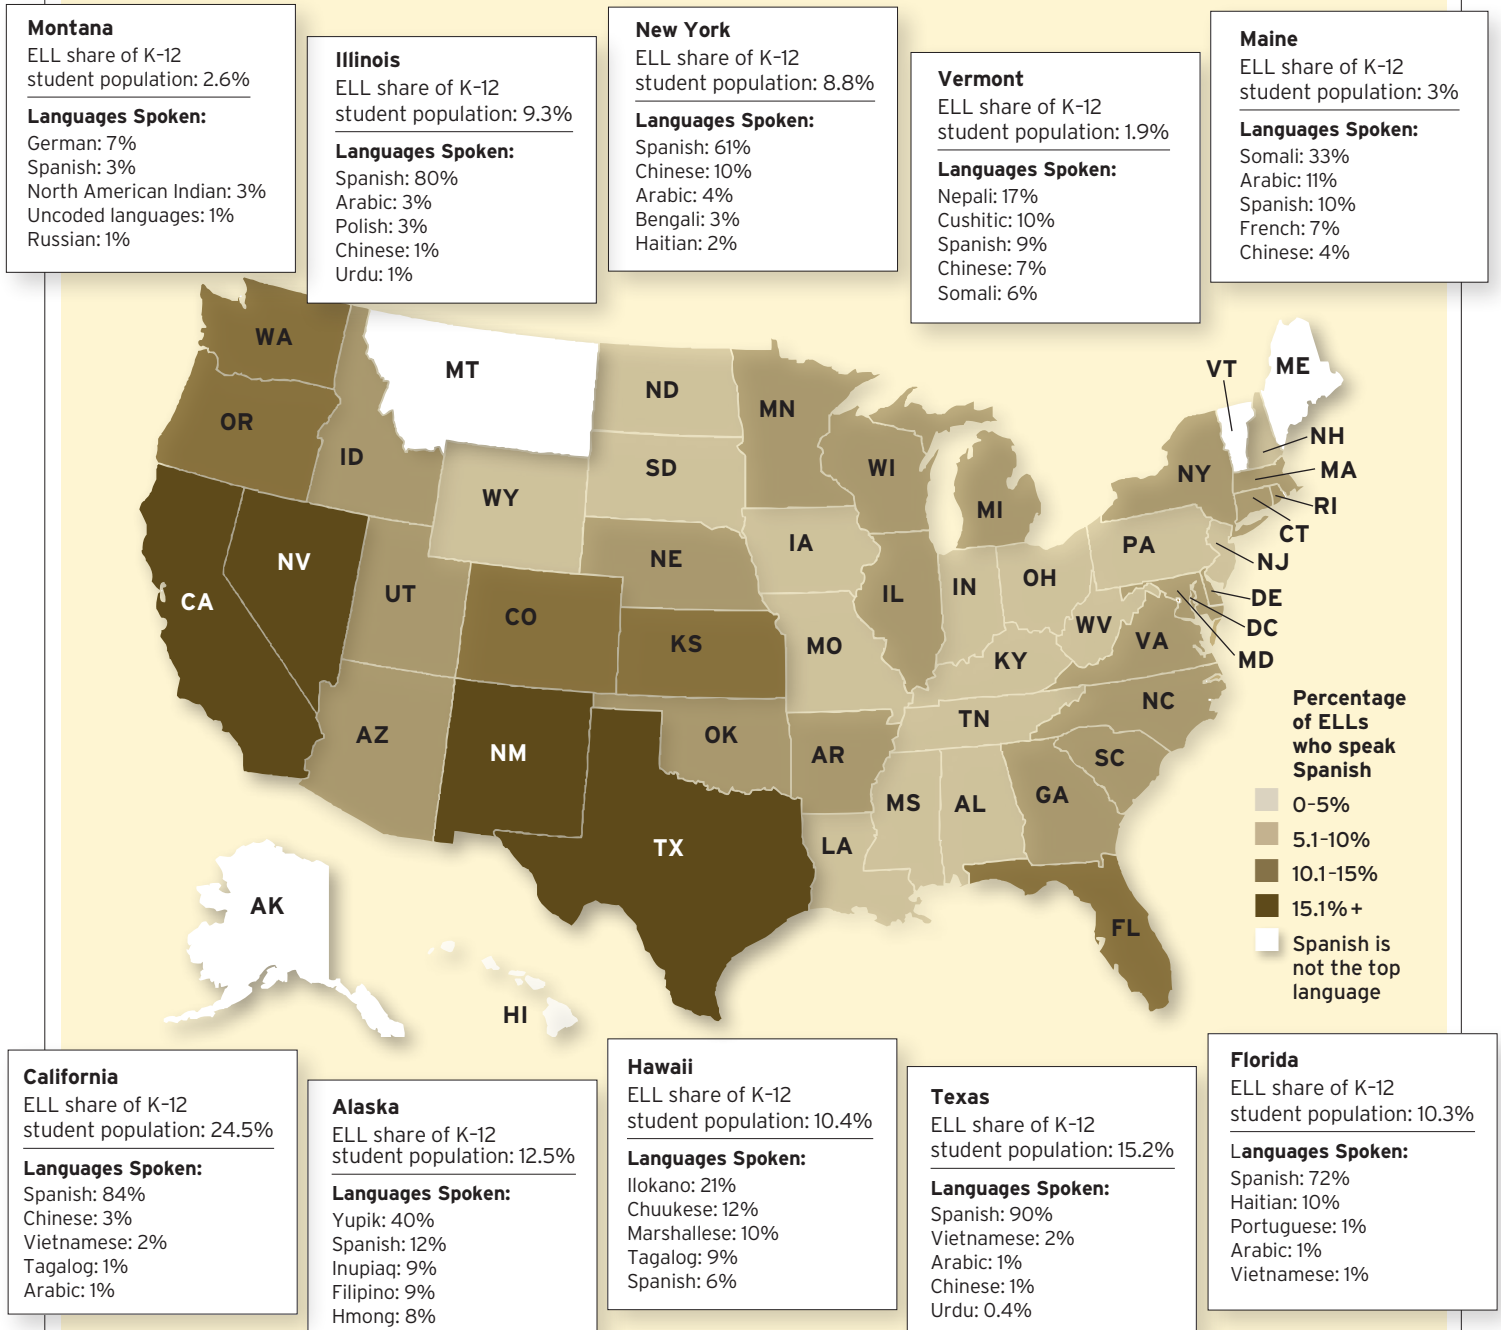 Montana
ELL share of K–12
student population: 2.6%
Languages Spoken:
German: 7%
Spanish: 3%
North American Indian: 3%
Uncoded languages: 1%
Russian: 1%
Illinois
ELL share of K–12
student population: 9.3%
Languages Spoken:
Spanish: 80%
Arabic: 3%
Polish: 3%
Chinese: 1%
Urdu: 1%
New York
ELL share of K–12
student population: 8.8%
Languages Spoken:
Spanish: 61%
Chinese: 10%
Arabic: 4%
Bengali: 3%
Haitian: 2%
Vermont
ELL share of K–12
student population: 1.9%
Languages Spoken:
Nepali: 17%
Cushitic: 10%
Spanish: 9%
Chinese: 7%
Somali: 6%
Maine
ELL share of K–12
student population: 3%
Languages Spoken:
Somali: 33%
Arabic: 11%
Spanish: 10%
French: 7%
Chinese: 4%
WA
MT
ND
MN
VT
ME
OR
ID
SD
WI
NH
WY
MI
NY
MA
RI
CT
NV
NE
IA
PA
NJ
CA
UT
CO
KS
IL
IN
OH
DE
MO
WV
VA
DC
KY
MD
AZ
NM
OK
AR
TN
NC
SC
MS
AL
GA
TX
LA
FL
AK
HI
Percentage
of ELLs
who speak
Spanish
0–5%
5.1–10%
10.1–15%
15.1% +
Spanish is
not the top
language
California
ELL share of K–12
student population: 24.5%
Languages Spoken:
Spanish: 84%
Chinese: 3%
Vietnamese: 2%
Tagalog: 1%
Arabic: 1%
Alaska
ELL share of K–12
student population: 12.5%
Languages Spoken:
Yupik: 40%
Spanish: 12%
Inupiaq: 9%
Filipino: 9%
Hmong: 8%
Hawaii
ELL share of K–12
student population: 10.4%
Languages Spoken:
Ilokano: 21%
Chuukese: 12%
Marshallese: 10%
Tagalog: 9%
Spanish: 6%
Texas
ELL share of K–12
student population: 15.2%
Languages Spoken:
Spanish: 90%
Vietnamese: 2%
Arabic: 1%
Chinese: 1%
Urdu: 0.4%
Florida
ELL share of K–12
student population: 10.3%
Languages Spoken:
Spanish: 72%
Haitian: 10%
Portuguese: 1%
Arabic: 1%
Vietnamese: 1%